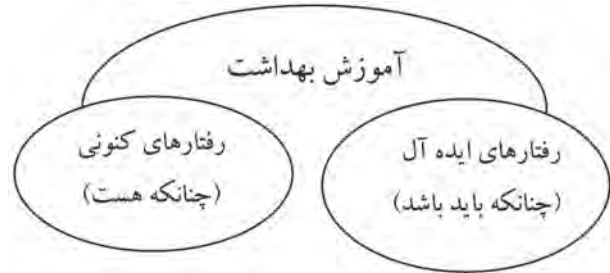 آموزش بهداشت
رفتارهای ایده آل
(چنانکه باید باشد)
رفتارهای کنونی
(چنانکه هست)